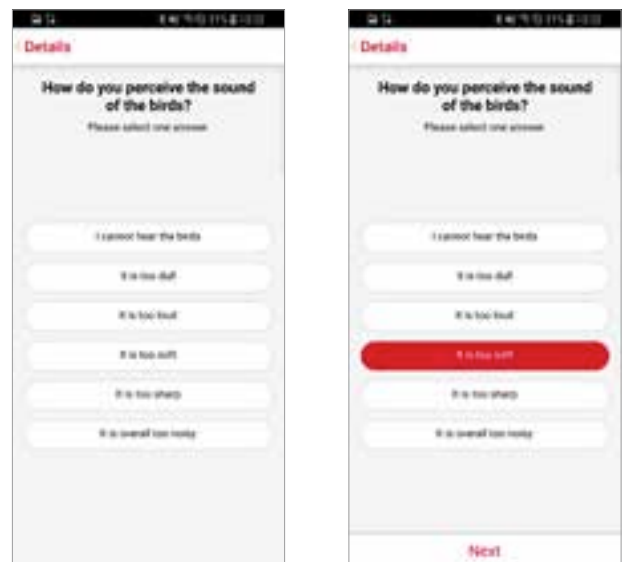 Details
How do you perceive the sound
of the birds?
Please select one answer
I cannot hear the birds
It is too dull
It is too loud
It is too soft
It is too sharp
It is overall too noisy
Details
How do you perceive the sound
of the birds?
Please select one answer
I cannot hear the birds
It is too dull
It is too loud
It is too soft
It is too sharp
It is overall too noisy
Next